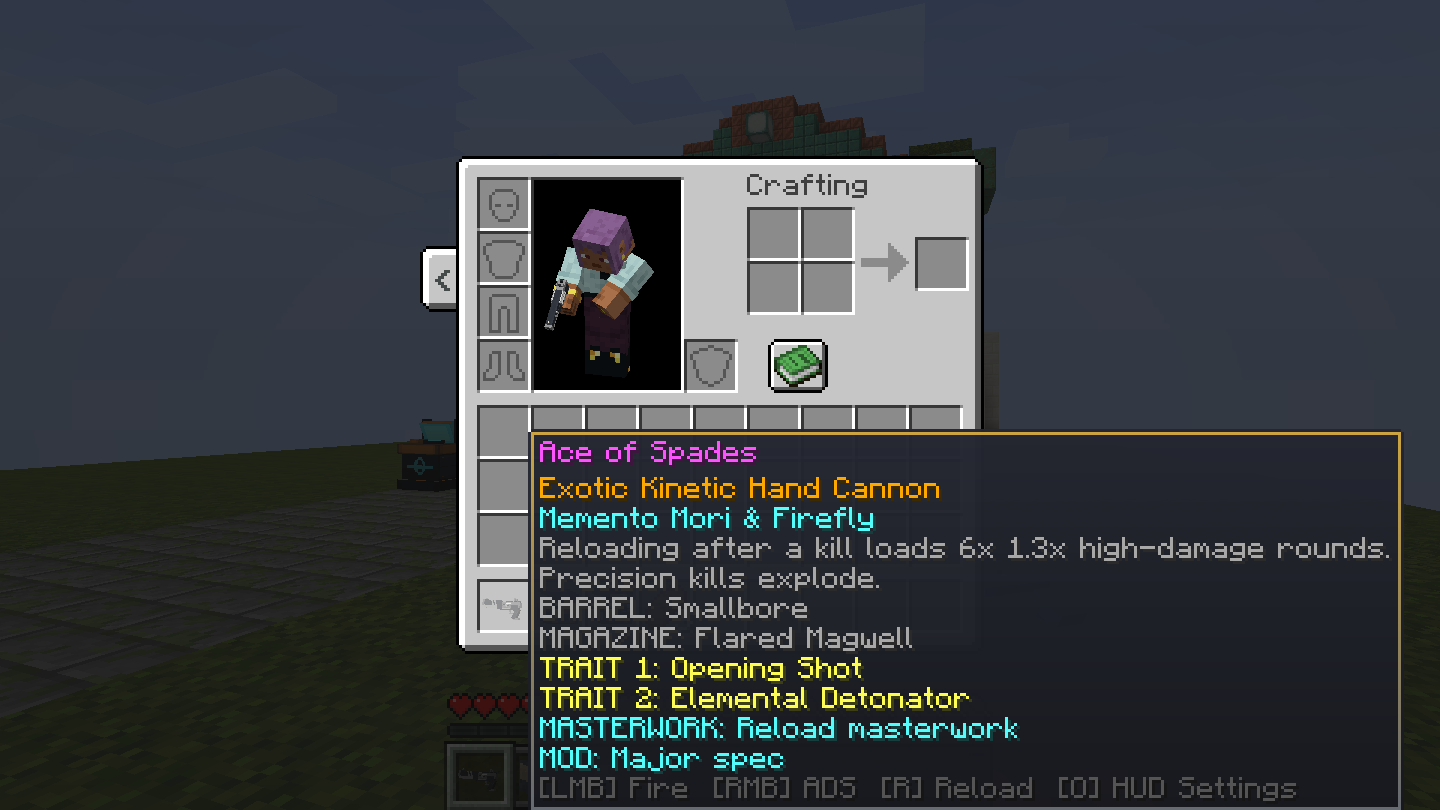 Crafting
Ace of Spades
Exotic Kinetic Hand Cannon
Memento Mori & Firefly
Reloading after a kill loads 6x 1.3x high-damage rounds.
Precision kills explode.
BARREL: Smallbore
MAGAZINE: Flared Magwell
TRAIT 1: Opening Shot
TRAIT 2: Elemental Detonator
MASTERWORK: Reload masterwork
MOD: Major spec
[LMB] Fire [RMB] ADS [R] Reload [O] HUD Settings